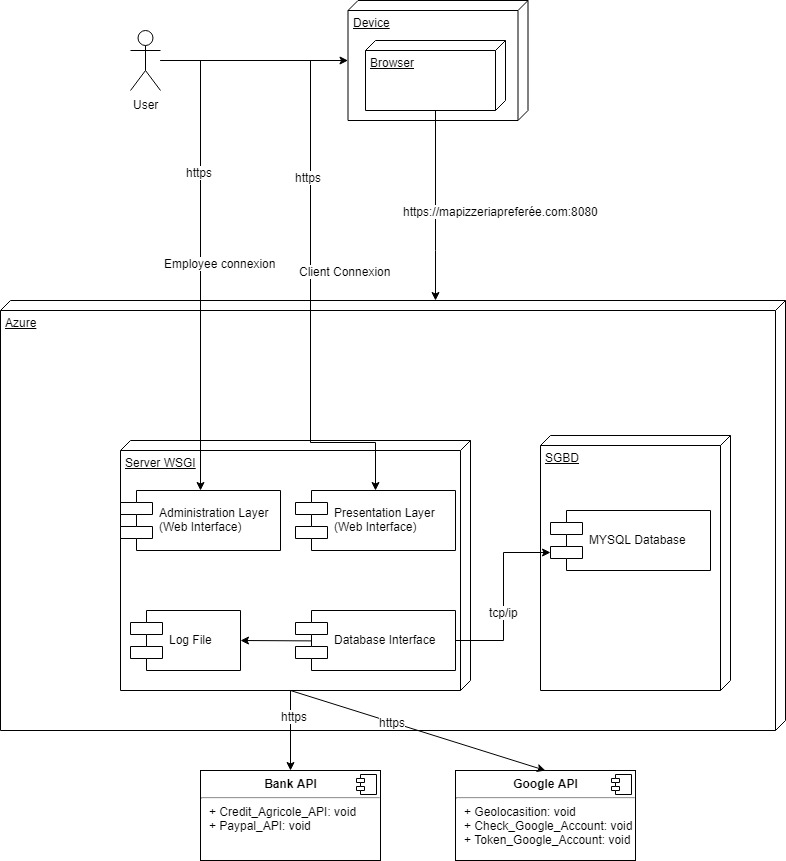 Device
Browser
User
https
https
https://mapizzeriapreferée.com:8080
Employee connexion
Client Connexion
Azure
Server WSGI
SGBD
Administration Layer
(Web Interface)
Presentation Layer
(Web Interface)
MYSQL Database
tcp/ip
Log File
Database Interface
https
https
Bank API
+ Credit_Agricole_API: void
+ Paypal_API: void
Google API
+ Geolocasition: void
+ Check_Google_Account: void
+ Token_Google_Account: void